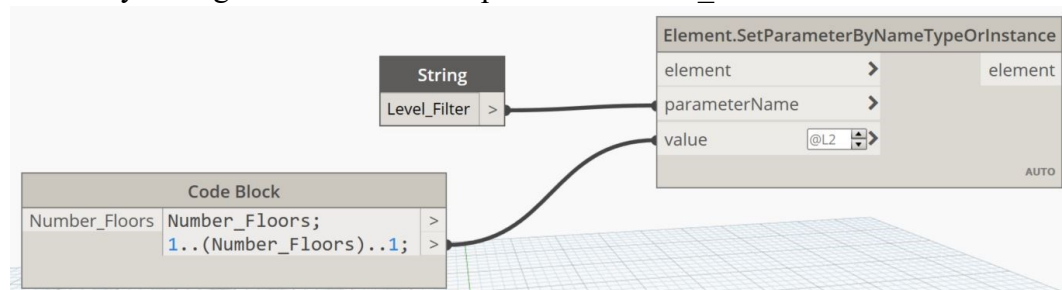 Element.SetParameterByNameTypeOrInstance
element > element
String
Level_Filter >
parameterName >
value @L2 >
AUTO
Code Block
Number_Floors Number_Floors; >
1..(Number_Floors)..1; >